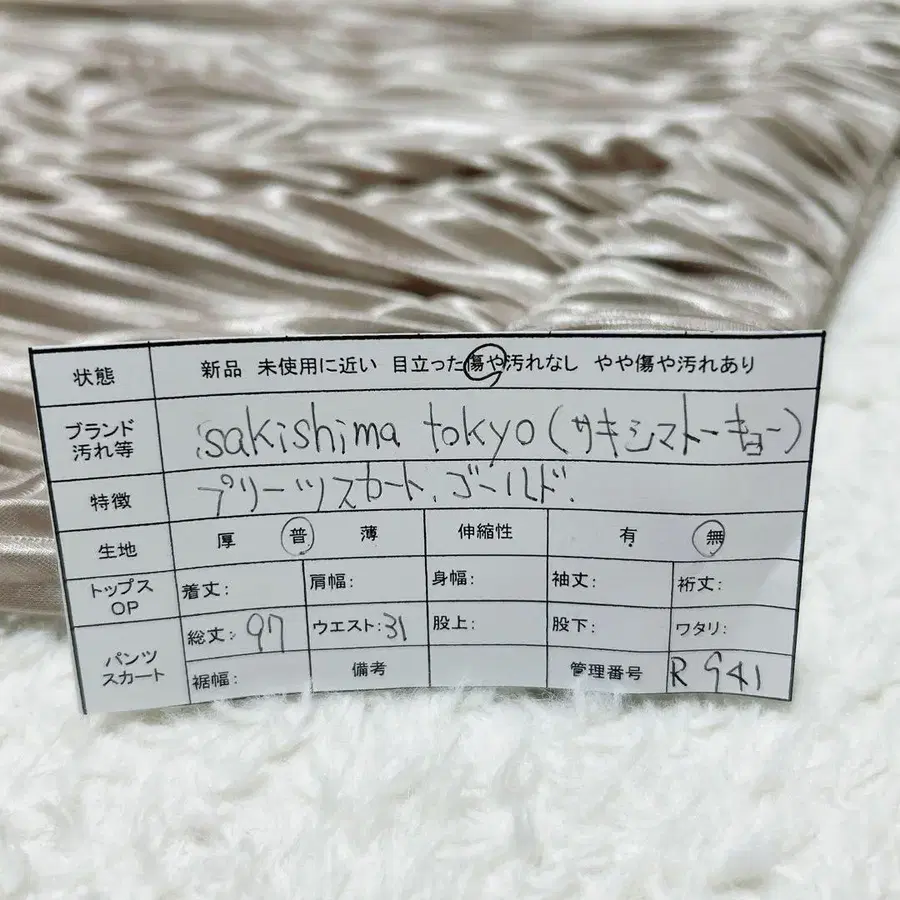 状態 新品 未使用に近い 目立った傷や汚れなし やや傷や汚れあり
ブランド
汚れ等 sakishima tokyo(サキシマトーキョー)
特徴 プリーツスカート、ゴールド、
生地 厚 普 薄 伸縮性 有 無
トップス
OP 着丈: 肩幅: 身幅: 袖丈: 裄丈:
パンツ
スカート 総丈: 97 ウエスト: 31 股上: 股下: ワタリ:
裾幅: 備考 管理番号 R 941